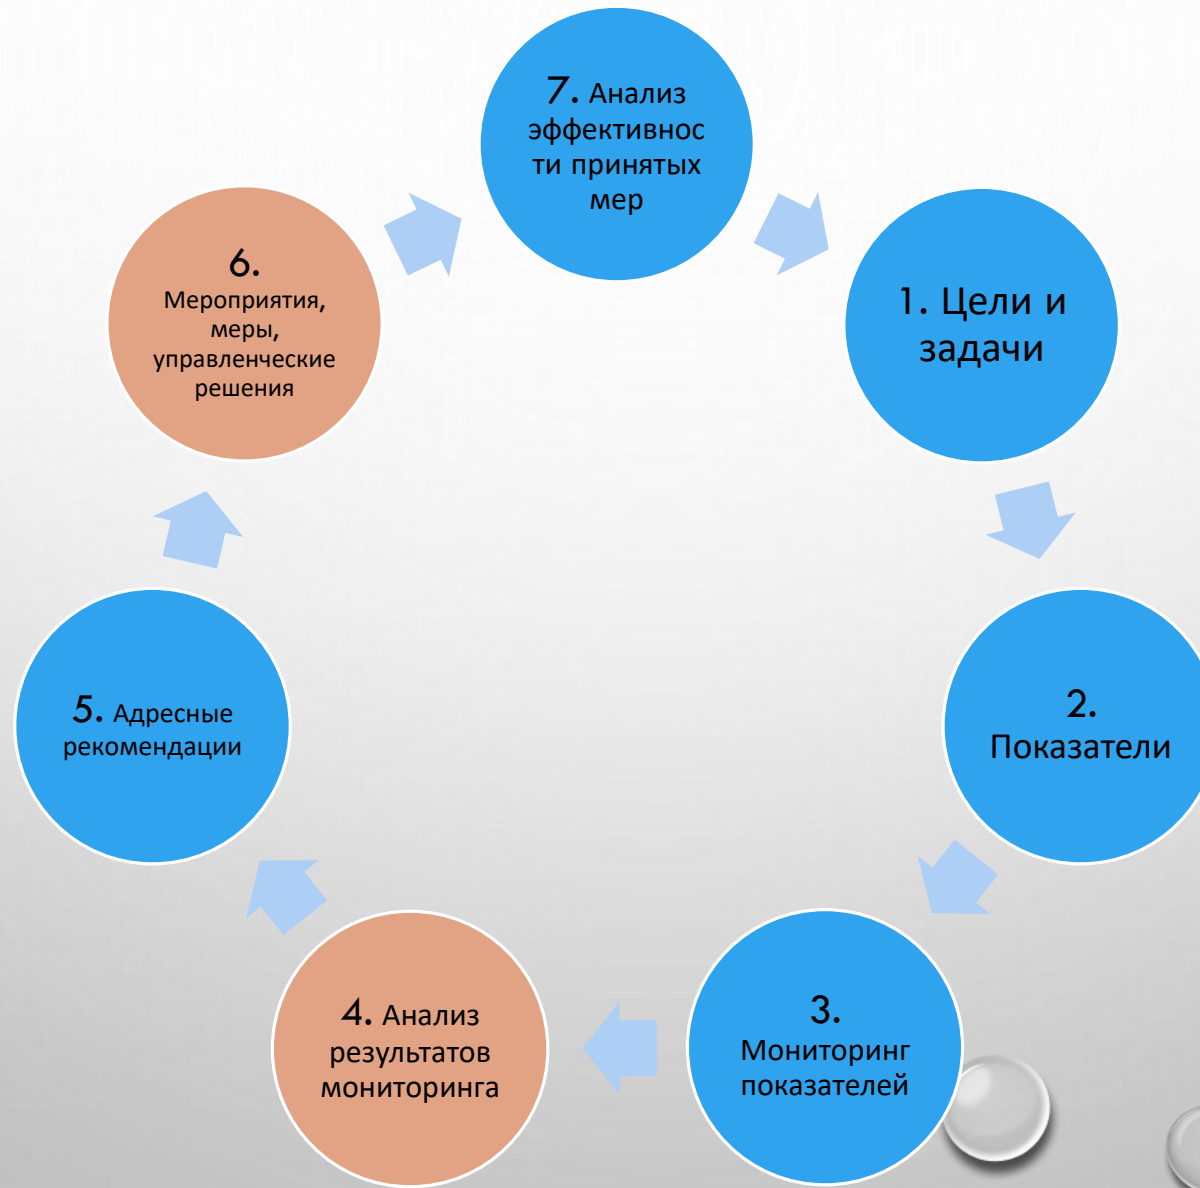 7. Анализ
эффективнос
ти принятых
мер
1. Цели и
задачи
2.
Показатели
3.
Мониторинг
показателей
4. Анализ
результатов
мониторинга
5. Адресные
рекомендации
6.
Мероприятия,
меры,
управленческие
решения